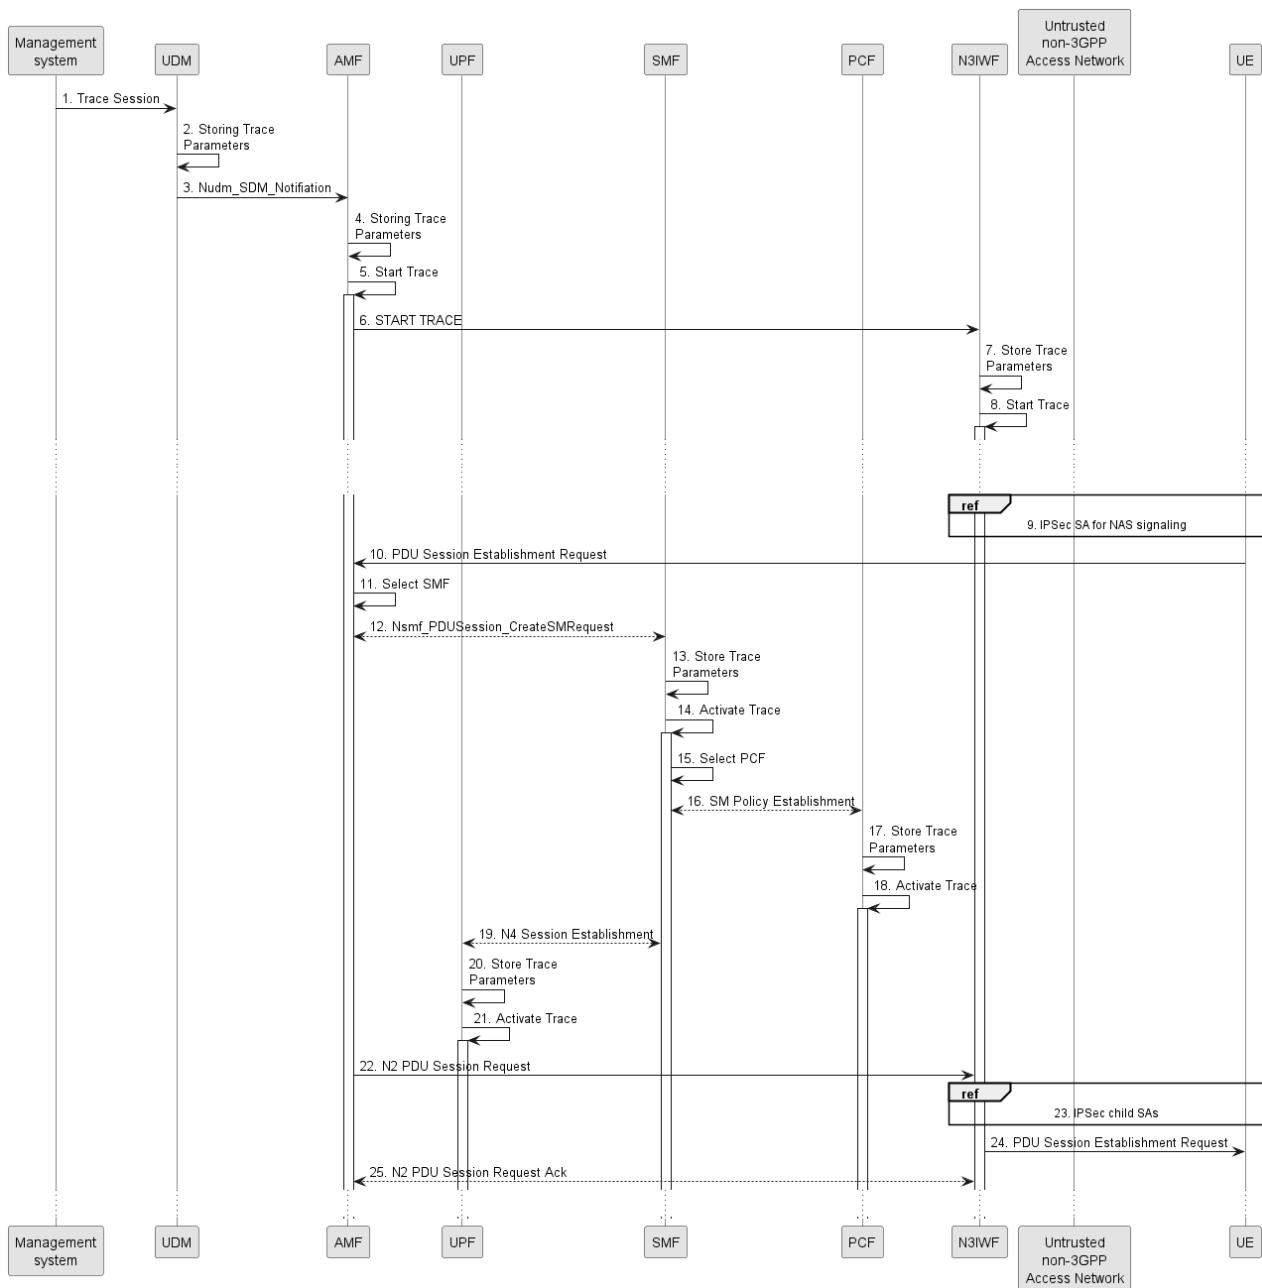 Management
system
UDM
AMF
UPF
SMF
PCF
N3IWF
Untrusted
non-3GPP
Access Network
UE
1. Trace Session
2. Storing Trace
Parameters
3. Nudm_SDM_Notifiation
4. Storing Trace
Parameters
5. Start Trace
6. START TRACE
7. Store Trace
Parameters
8. Start Trace
ref
9. IPSec SA for NAS signaling
10. PDU Session Establishment Request
11. Select SMF
12. Nsmf_PDUSession_CreateSMRequest
13. Store Trace
Parameters
14. Activate Trace
15. Select PCF
16. SM Policy Establishment
17. Store Trace
Parameters
18. Activate Trace
19. N4 Session Establishment
20. Store Trace
Parameters
21. Activate Trace
22. N2 PDU Session Request
ref
23. IPSec child SAs
24. PDU Session Establishment Request
25. N2 PDU Session Request Ack
Management
system
UDM
AMF
UPF
SMF
PCF
N3IWF
Untrusted
non-3GPP
Access Network
UE